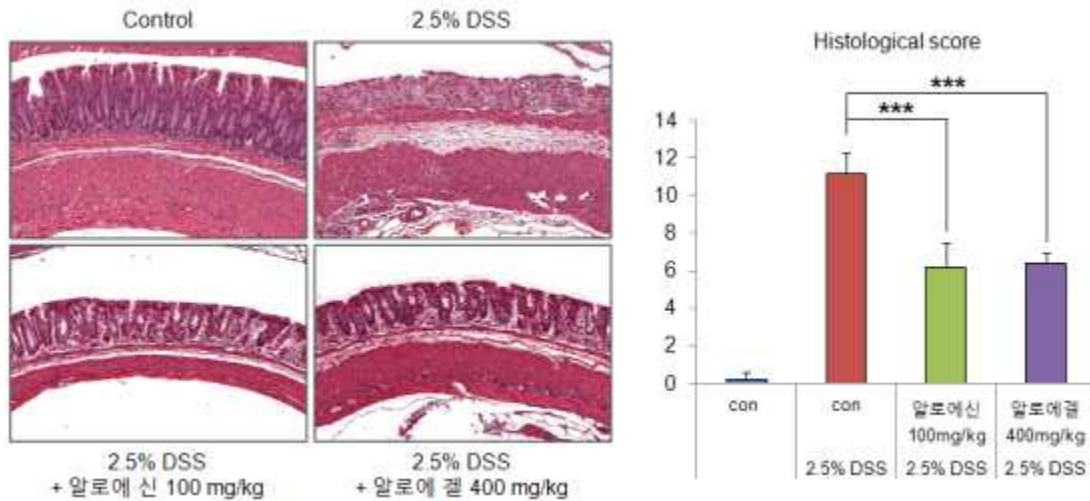 Control
2.5% DSS
2.5% DSS
+ 알로에 신 100 mg/kg
2.5% DSS
+ 알로에 겔 400 mg/kg
Histological score
***
***
14
12
10
8
6
4
2
0
con
con
알로에신
100mg/kg
알로에겔
400mg/kg
2.5% DSS
2.5% DSS
2.5% DSS